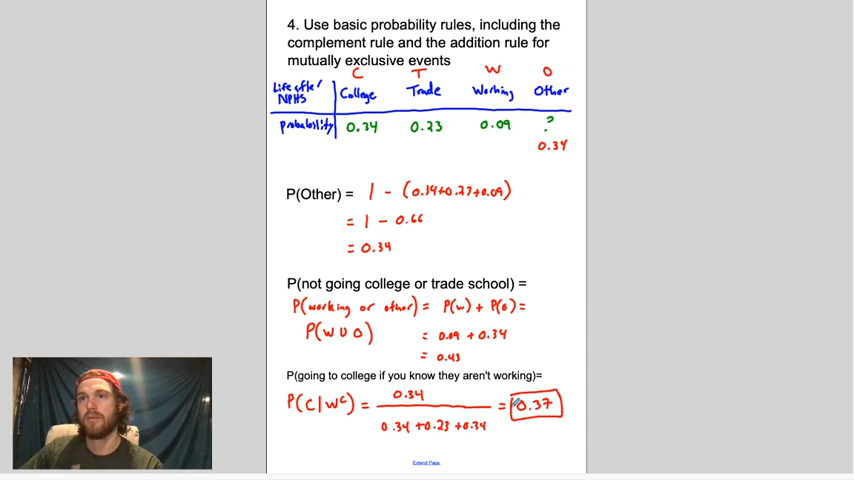 4. Use basic probability rules, including the
complement rule and the addition rule for
mutually exclusive events
C T W O
Life after College Trade Working Other
NPHS
probability 0.34 0.23 0.09 ?
0.34
P(Other) = 1 - (0.34+0.23+0.09)
= 1 - 0.66
= 0.34
P(not going college or trade school) =
P(working or other) = P(W) + P(O) =
P(W ∪ O) = 0.09 + 0.34
= 0.43
P(going to college if you know they aren't working)=
0.34
P(C|Wᶜ) = = 0.37
0.34 +0.23 +0.34
Extend Page